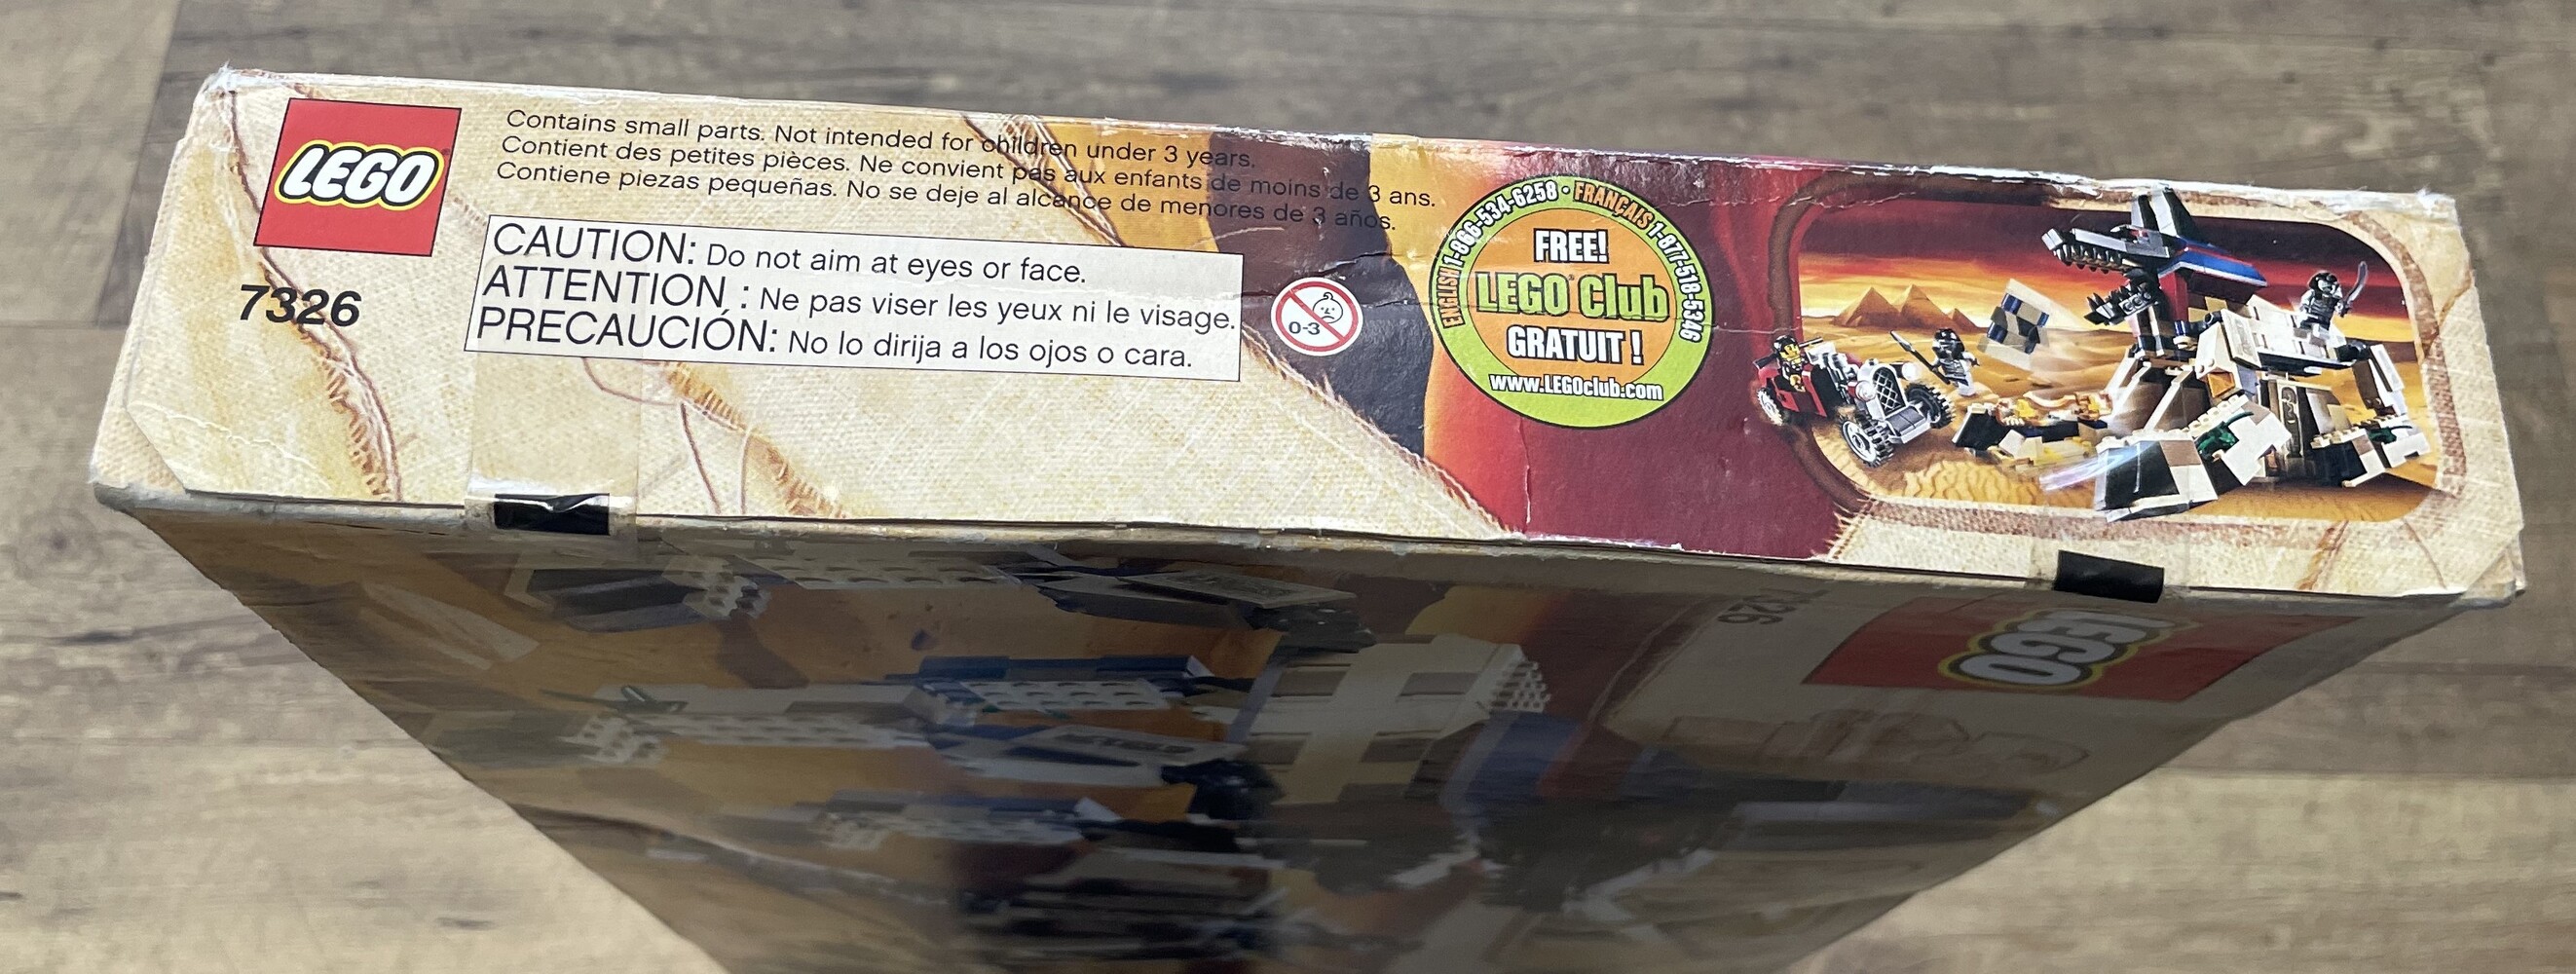 LEGO
7326
Contains small parts. Not intended for children under 3 years.
Contient des petites pièces. Ne convient pas aux enfants de moins de 3 ans.
Contiene piezas pequeñas. No se deje al alcance de menores de 3 años.
CAUTION: Do not aim at eyes or face.
ATTENTION : Ne pas viser les yeux ni le visage.
PRECAUCIÓN: No lo dirija a los ojos o cara.
0-3
ENGLISH 1-866-534-6258 • FRANÇAIS 1-877-518-5346
FREE!
LEGO® Club
GRATUIT !
www.LEGOclub.com
7326
LEGO